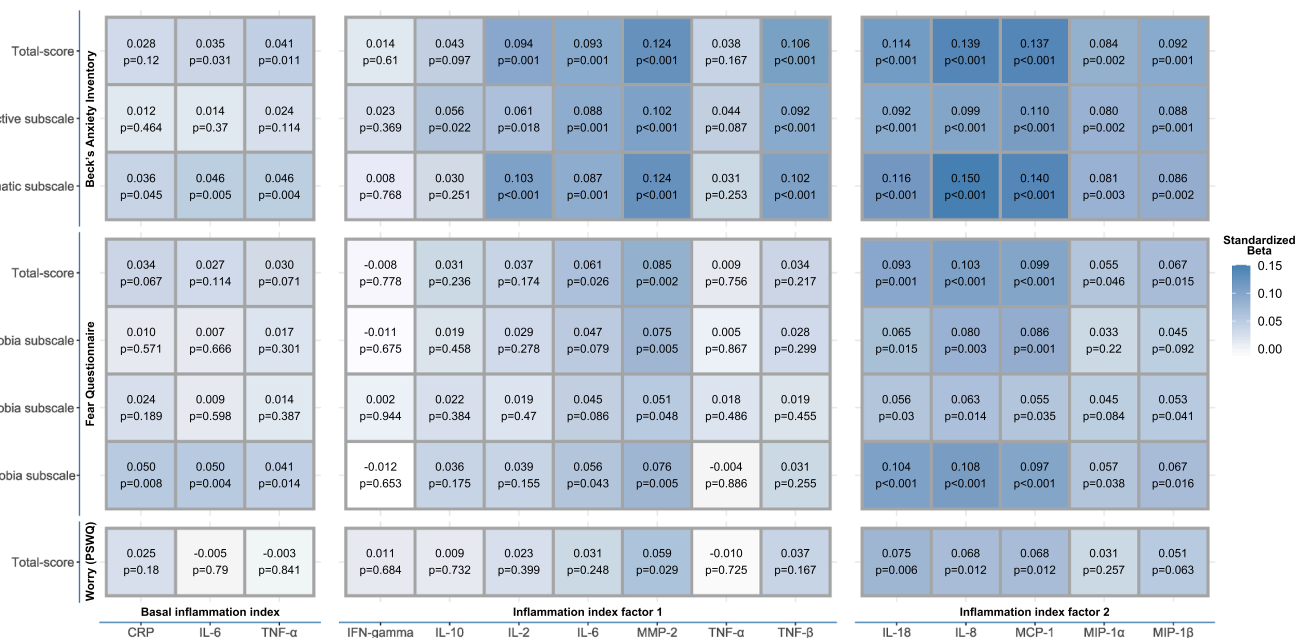 Total-score
0.028 0.035 0.041 0.014 0.043 0.094 0.093 0.124 0.038 0.106 0.114 0.139 0.137 0.084 0.092
p=0.12 p=0.031 p=0.011 p=0.61 p=0.097 p=0.001 p=0.001 p<0.001 p=0.167 p<0.001 p<0.001 p<0.001 p<0.001 p=0.002 p=0.001
subscale
0.012 0.014 0.024 0.023 0.056 0.061 0.088 0.102 0.044 0.092 0.092 0.099 0.110 0.080 0.088
p=0.464 p=0.37 p=0.114 p=0.369 p=0.022 p=0.018 p=0.001 p<0.001 p=0.087 p<0.001 p<0.001 p<0.001 p<0.001 p=0.002 p=0.001
subscale
0.036 0.046 0.046 0.008 0.030 0.103 0.087 0.124 0.031 0.102 0.116 0.150 0.140 0.081 0.086
p=0.045 p=0.005 p=0.004 p=0.768 p=0.251 p<0.001 p=0.001 p<0.001 p=0.253 p<0.001 p<0.001 p<0.001 p<0.001 p=0.003 p=0.002
Beck's Anxiety Inventory
Total-score
0.034 0.027 0.030 -0.008 0.031 0.037 0.061 0.085 0.009 0.034 0.093 0.103 0.099 0.055 0.067
p=0.067 p=0.114 p=0.071 p=0.778 p=0.236 p=0.174 p=0.026 p=0.002 p=0.756 p=0.217 p=0.001 p<0.001 p<0.001 p=0.046 p=0.015
subscale
0.010 0.007 0.017 -0.011 0.019 0.029 0.047 0.075 0.005 0.028 0.065 0.080 0.086 0.033 0.045
p=0.571 p=0.666 p=0.301 p=0.675 p=0.458 p=0.278 p=0.079 p=0.005 p=0.867 p=0.299 p=0.015 p=0.003 p=0.001 p=0.22 p=0.092
subscale
0.024 0.009 0.014 0.002 0.022 0.019 0.045 0.051 0.018 0.019 0.056 0.063 0.055 0.045 0.053
p=0.189 p=0.598 p=0.387 p=0.944 p=0.384 p=0.47 p=0.086 p=0.048 p=0.486 p=0.455 p=0.03 p=0.014 p=0.035 p=0.084 p=0.041
subscale
0.050 0.050 0.041 -0.012 0.036 0.039 0.056 0.076 -0.004 0.031 0.104 0.108 0.097 0.057 0.067
p=0.008 p=0.004 p=0.014 p=0.653 p=0.175 p=0.155 p=0.043 p=0.005 p=0.886 p=0.255 p<0.001 p<0.001 p<0.001 p=0.038 p=0.016
Fear Questionnaire
Total-score
0.025 -0.005 -0.003 0.011 0.009 0.023 0.031 0.059 -0.010 0.037 0.075 0.068 0.068 0.031 0.051
p=0.18 p=0.79 p=0.841 p=0.684 p=0.732 p=0.399 p=0.248 p=0.029 p=0.725 p=0.167 p=0.006 p=0.012 p=0.012 p=0.257 p=0.063
Worry (PSWQ)
Basal inflammation index Inflammation index factor 1 Inflammation index factor 2
CRP IL-6 TNF-α IFN-gamma IL-10 IL-2 IL-6 MMP-2 TNF-α TNF-β IL-18 IL-8 MCP-1 MIP-1α MIP-1β
Standardized
Beta
0.15
0.10
0.05
0.00